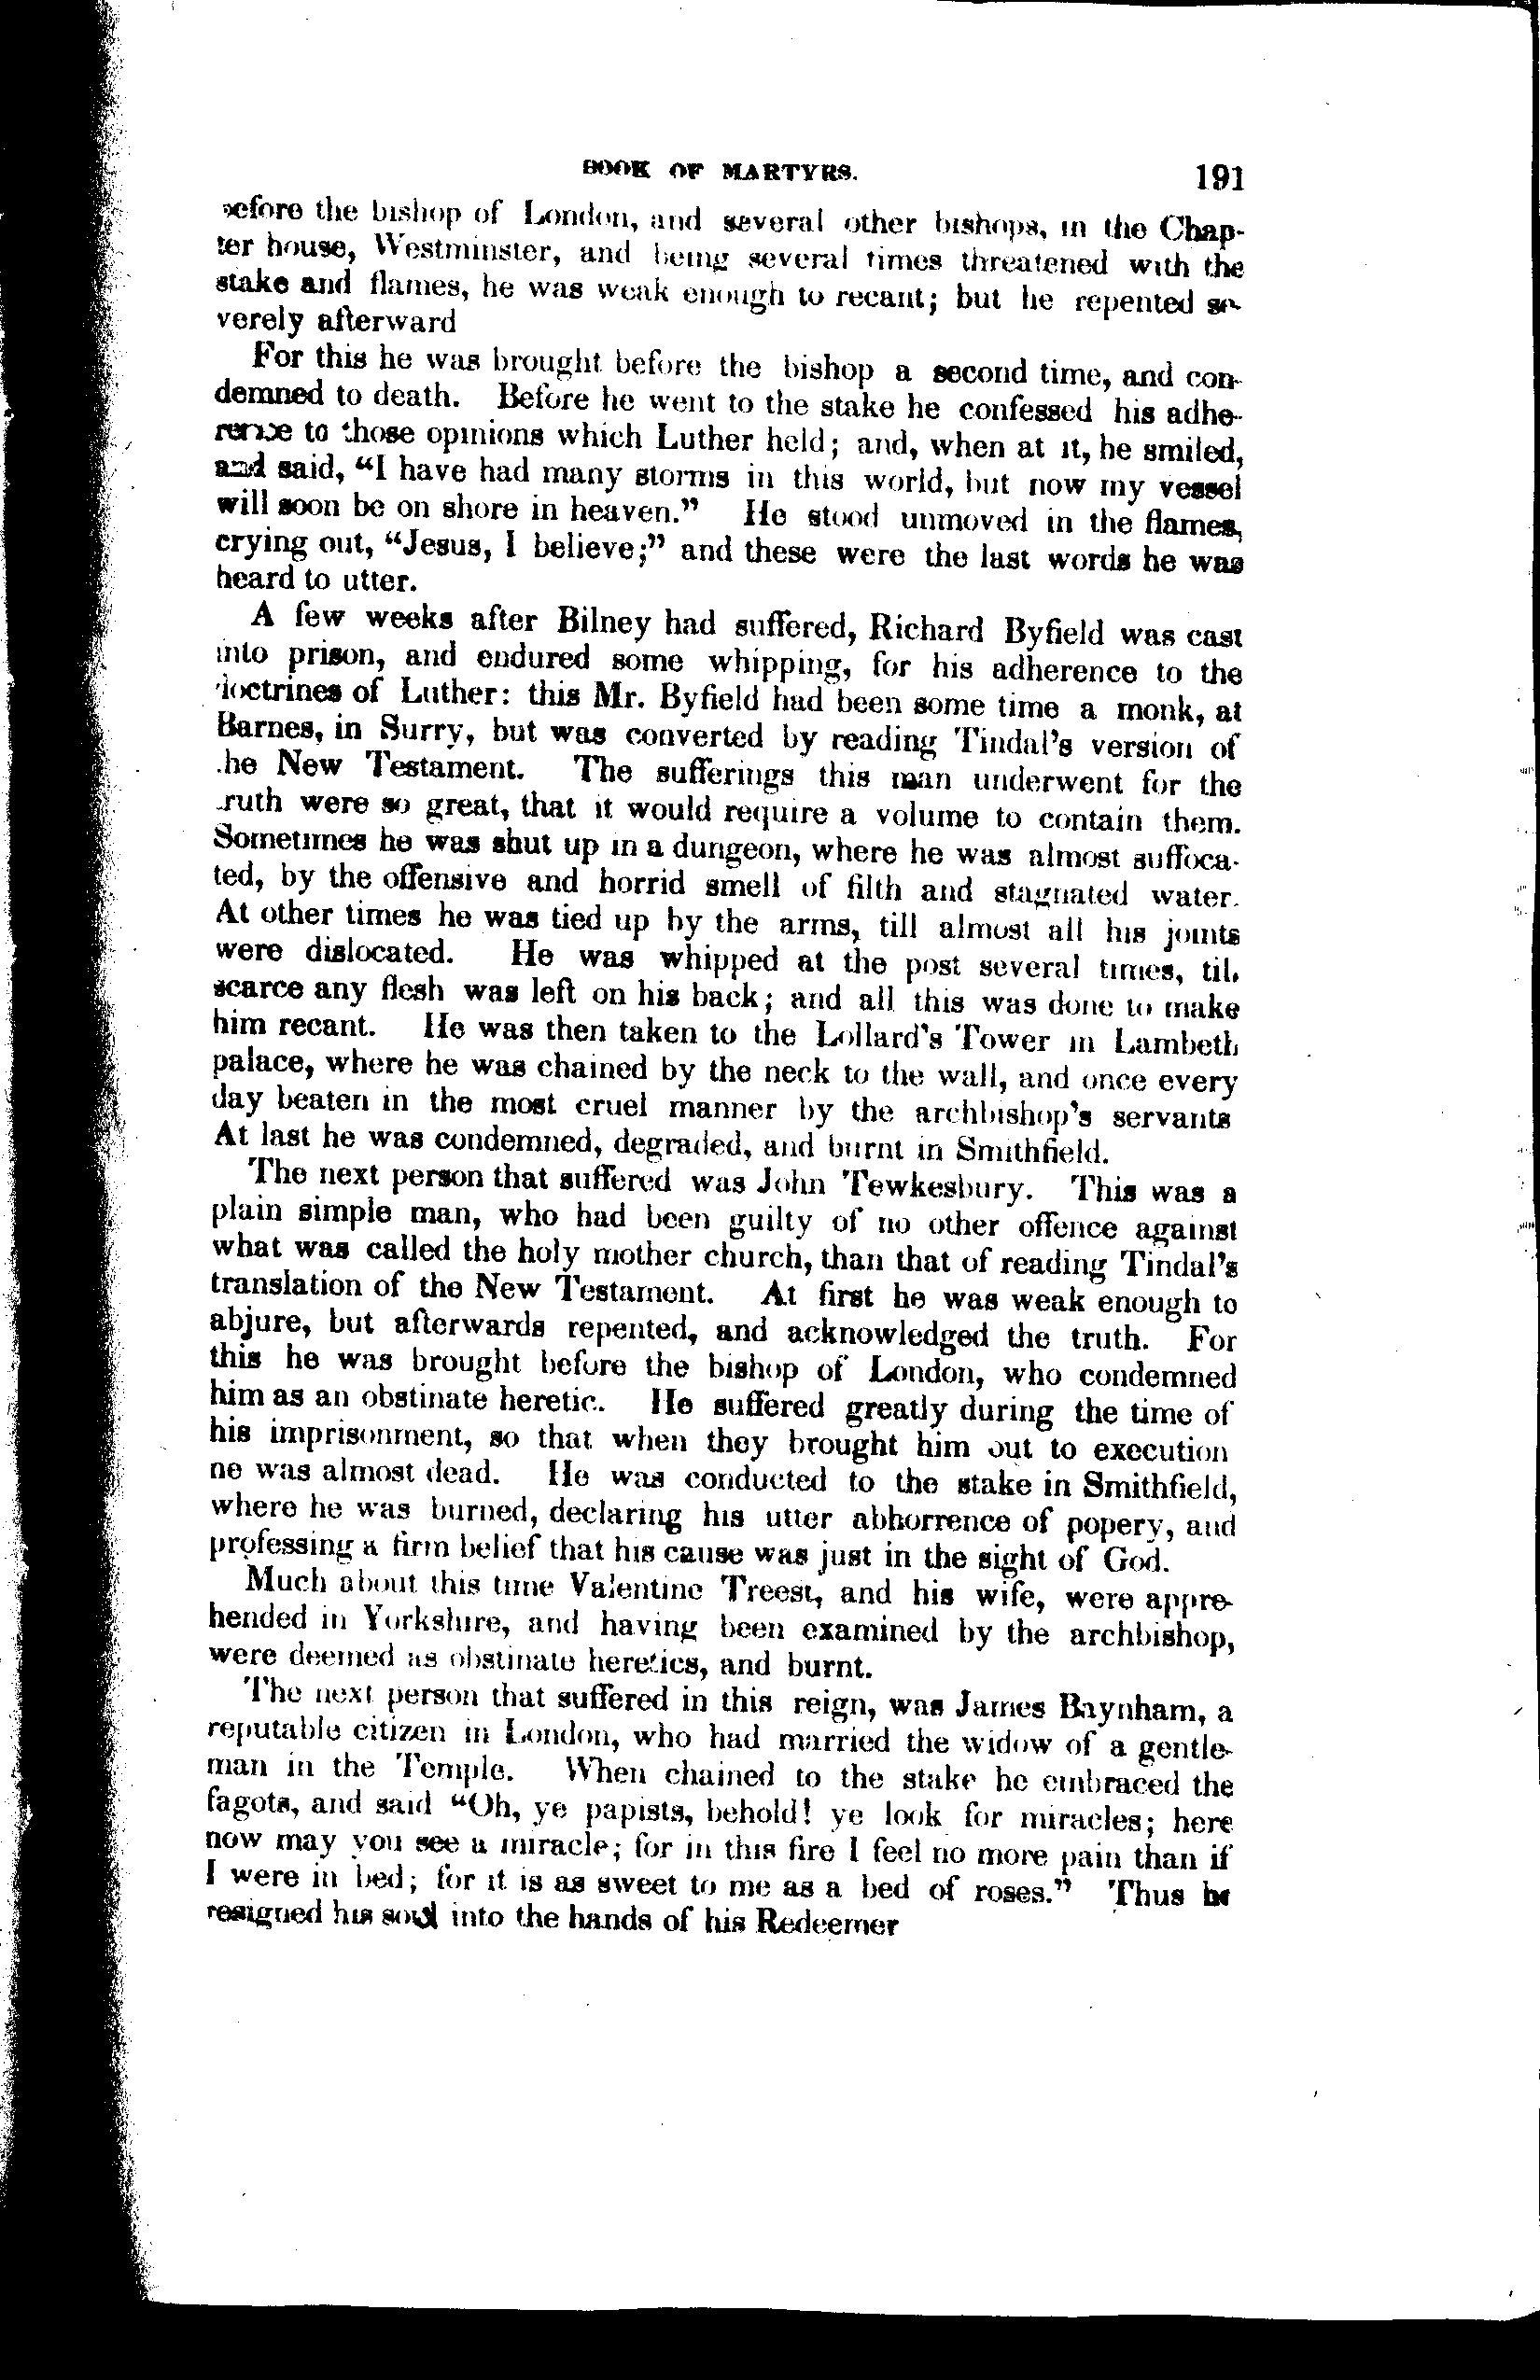 BOOK OF MARTYRS. 191
before the bishop of London, and several other bishops, in the Chap-
ter house, Westminster, and being several times threatened with the
stake and flames, he was weak enough to recant; but he repented se-
verely afterward
For this he was brought before the bishop a second time, and con-
demned to death. Before he went to the stake he confessed his adhe-
rence to those opinions which Luther held; and, when at it, he smiled,
and said, “I have had many storms in this world, but now my vessel
will soon be on shore in heaven.” He stood unmoved in the flames,
crying out, “Jesus, I believe;” and these were the last words he was
heard to utter.
A few weeks after Bilney had suffered, Richard Byfield was cast
into prison, and endured some whipping, for his adherence to the
doctrines of Luther: this Mr. Byfield had been some time a monk, at
Barnes, in Surry, but was converted by reading Tindal's version of
the New Testament. The sufferings this man underwent for the
truth were so great, that it would require a volume to contain them.
Sometimes he was shut up in a dungeon, where he was almost suffoca-
ted, by the offensive and horrid smell of filth and stagnated water.
At other times he was tied up by the arms, till almost all his joints
were dislocated. He was whipped at the post several times, till
scarce any flesh was left on his back; and all this was done to make
him recant. He was then taken to the Lollard's Tower in Lambeth
palace, where he was chained by the neck to the wall, and once every
day beaten in the most cruel manner by the archbishop's servants
At last he was condemned, degraded, and burnt in Smithfield.
The next person that suffered was John Tewkesbury. This was a
plain simple man, who had been guilty of no other offence against
what was called the holy mother church, than that of reading Tindal's
translation of the New Testament. At first he was weak enough to
abjure, but afterwards repented, and acknowledged the truth. For
this he was brought before the bishop of London, who condemned
him as an obstinate heretic. He suffered greatly during the time of
his imprisonment, so that when they brought him out to execution
he was almost dead. He was conducted to the stake in Smithfield,
where he was burned, declaring his utter abhorrence of popery, and
professing a firm belief that his cause was just in the sight of God.
Much about this time Valentine Treest, and his wife, were appre-
hended in Yorkshire, and having been examined by the archbishop,
were deemed as obstinate heretics, and burnt.
The next person that suffered in this reign, was James Baynham, a
reputable citizen in London, who had married the widow of a gentle-
man in the Temple. When chained to the stake he embraced the
fagots, and said “Oh, ye papists, behold! ye look for miracles; here
now may you see a miracle; for in this fire I feel no more pain than if
I were in bed; for it is as sweet to me as a bed of roses.” Thus he
resigned his soul into the hands of his Redeemer